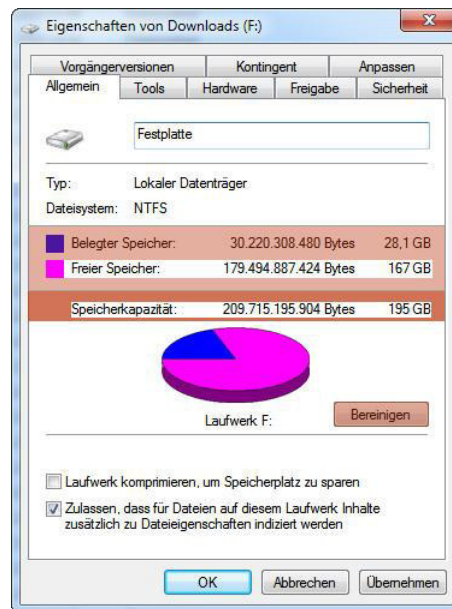 Eigenschaften von Downloads (F:)
Vorgängerversionen Kontingent Anpassen
Allgemein Tools Hardware Freigabe Sicherheit
Festplatte
Typ: Lokaler Datenträger
Dateisystem: NTFS
Belegter Speicher: 30.220.308.480 Bytes 28,1 GB
Freier Speicher: 179.494.887.424 Bytes 167 GB
Speicherkapazität: 209.715.195.904 Bytes 195 GB
Laufwerk F: Bereinigen
Laufwerk komprimieren, um Speicherplatz zu sparen
Zulassen, dass für Dateien auf diesem Laufwerk Inhalte
zusätzlich zu Dateieigenschaften indiziert werden
OK Abbrechen Übernehmen